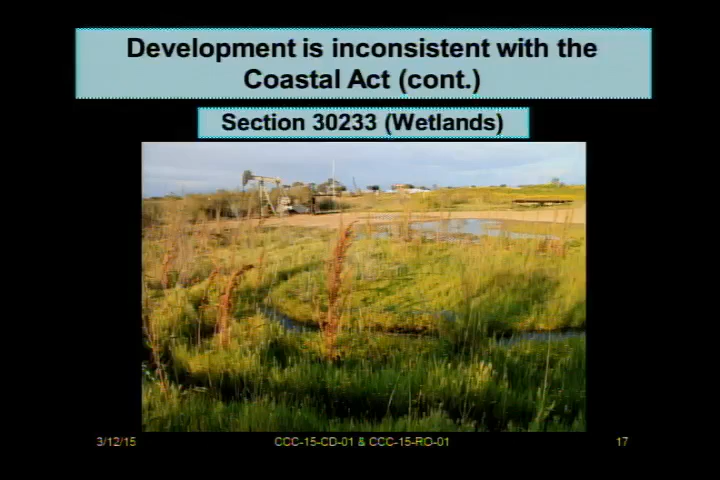 Development is inconsistent with the
Coastal Act (cont.)
Section 30233 (Wetlands)
3/12/15 CCC-15-CD-01 & CCC-15-RO-01 17